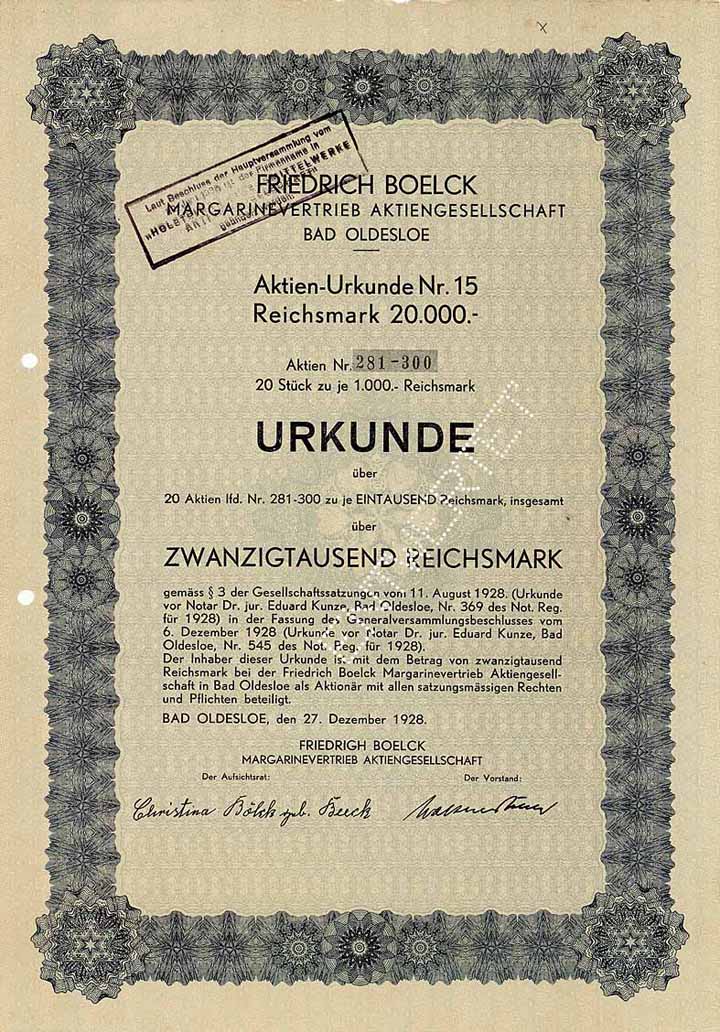 Laut Beschluss der Hauptversammlung vom
ist der Firmenname in
FRIEDRICH BOELCK
MARGARINEVERTRIEB AKTIENGESELLSCHAFT
BAD OLDESLOE
Aktien-Urkunde Nr. 15
Reichsmark 20.000.-
Aktien Nr. 281-300
20 Stück zu je 1.000.- Reichsmark
URKUNDE
über
20 Aktien lfd. Nr. 281-300 zu je EINTAUSEND Reichsmark, insgesamt
über
ZWANZIGTAUSEND REICHSMARK
gemäss § 3 der Gesellschaftssatzungen vom 11. August 1928. (Urkunde
vor Notar Dr. jur. Eduard Kunze, Bad Oldesloe, Nr. 369 des Not. Reg.
für 1928) in der Fassung des Generalversammlungsbeschlusses vom
6. Dezember 1928 (Urkunde vor Notar Dr. jur. Eduard Kunze, Bad
Oldesloe, Nr. 545 des Not. Reg. für 1928).
Der Inhaber dieser Urkunde ist mit dem Betrag von zwanzigtausend
Reichsmark bei der Friedrich Boelck Margarinevertrieb Aktiengesell-
schaft in Bad Oldesloe als Aktionär mit allen satzungsmässigen Rechten
und Pflichten beteiligt.
BAD OLDESLOE, den 27. Dezember 1928.
FRIEDRIGH BOELCK
MARGARINEVERTRIEB AKTIENGESELLSCHAFT
Der Aufsichtsrat: Der Vorstand:
Christina Bölck geb. Beeck